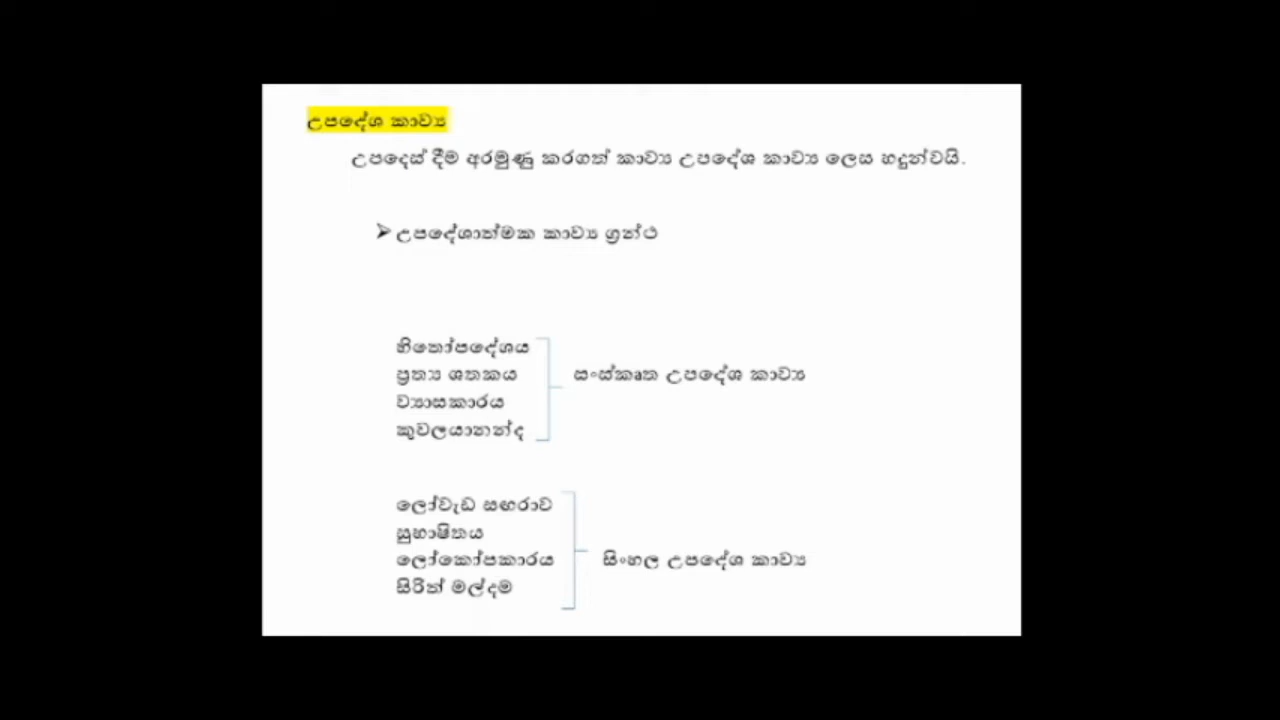 උපදේශ කාව්‍ය
උපදෙස් දීම අරමුණු කරගත් කාව්‍ය උපදේශ කාව්‍ය ලෙස හදුන්වයි.
➤ උපදේශාත්මක කාව්‍ය ග්‍රන්ථ
හිතෝපදේශය
ප්‍රත්‍ය ශතකය
ව්‍යාසකාරය
කුවලයානන්ද
සංස්කෘත උපදේශ කාව්‍ය
ලෝවැඩ සඟරාව
සුභාෂිතය
ලෝකෝපකාරය
සිරිත් මල්දම
සිංහල උපදේශ කාව්‍ය